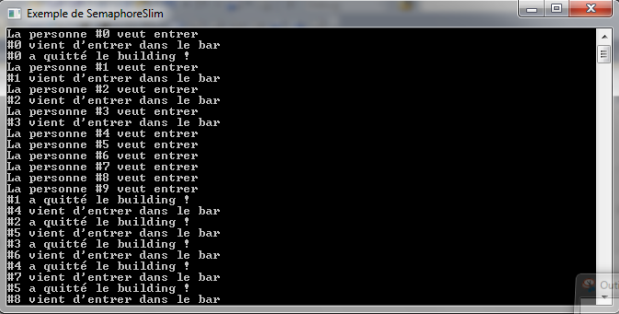 Exemple de SemaphoreSlim
La personne #0 veut entrer
#0 vient d'entrer dans le bar
#0 a quitté le building !
La personne #1 veut entrer
#1 vient d'entrer dans le bar
La personne #2 veut entrer
#2 vient d'entrer dans le bar
La personne #3 veut entrer
#3 vient d'entrer dans le bar
La personne #4 veut entrer
La personne #5 veut entrer
La personne #6 veut entrer
La personne #7 veut entrer
La personne #8 veut entrer
La personne #9 veut entrer
#1 a quitté le building !
#4 vient d'entrer dans le bar
#2 a quitté le building !
#5 vient d'entrer dans le bar
#3 a quitté le building !
#6 vient d'entrer dans le bar
#4 a quitté le building !
#7 vient d'entrer dans le bar
#5 a quitté le building !
#8 vient d'entrer dans le bar